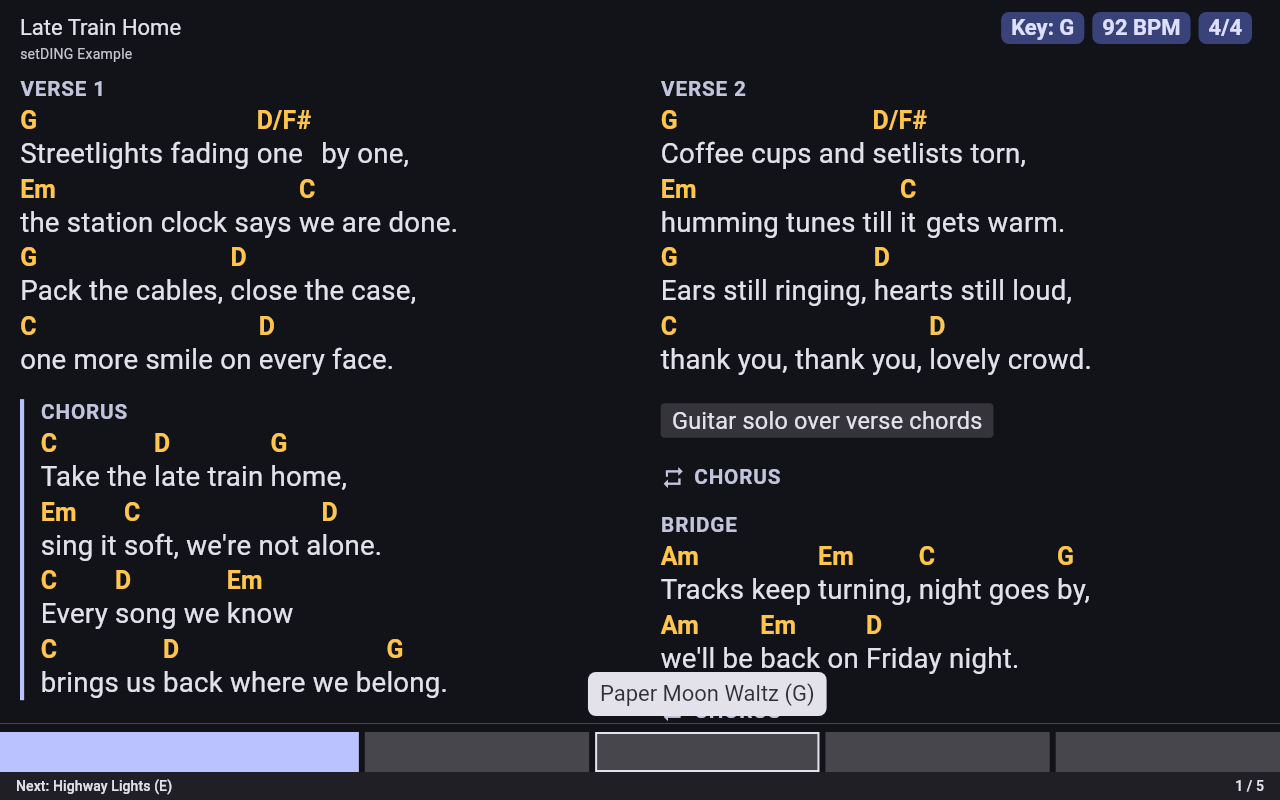 Late Train Home
setDING Example
Key: G 92 BPM 4/4
VERSE 1
G D/F#
Streetlights fading one by one,
Em C
the station clock says we are done.
G D
Pack the cables, close the case,
C D
one more smile on every face.
CHORUS
C D G
Take the late train home,
Em C D
sing it soft, we're not alone.
C D Em
Every song we know
C D G
brings us back where we belong.
VERSE 2
G D/F#
Coffee cups and setlists torn,
Em C
humming tunes till it gets warm.
G D
Ears still ringing, hearts still loud,
C D
thank you, thank you, lovely crowd.
Guitar solo over verse chords
CHORUS
BRIDGE
Am Em C G
Tracks keep turning, night goes by,
Am Em D
we'll be back on Friday night.
Paper Moon Waltz (G)
Next: Highway Lights (E)
1 / 5